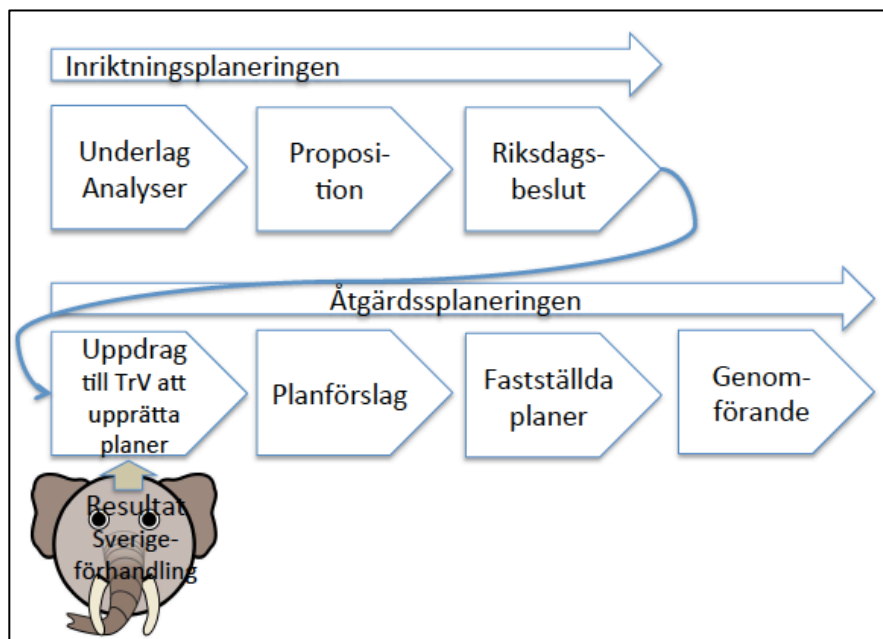 Inriktningsplaneringen
Underlag
Analyser
Proposi-
tion
Riksdags-
beslut
Åtgärdssplaneringen
Uppdrag
till TrV att
upprätta
planer
Planförslag
Fastställda
planer
Genom-
förande
Resultat
Sverige-
förhandling